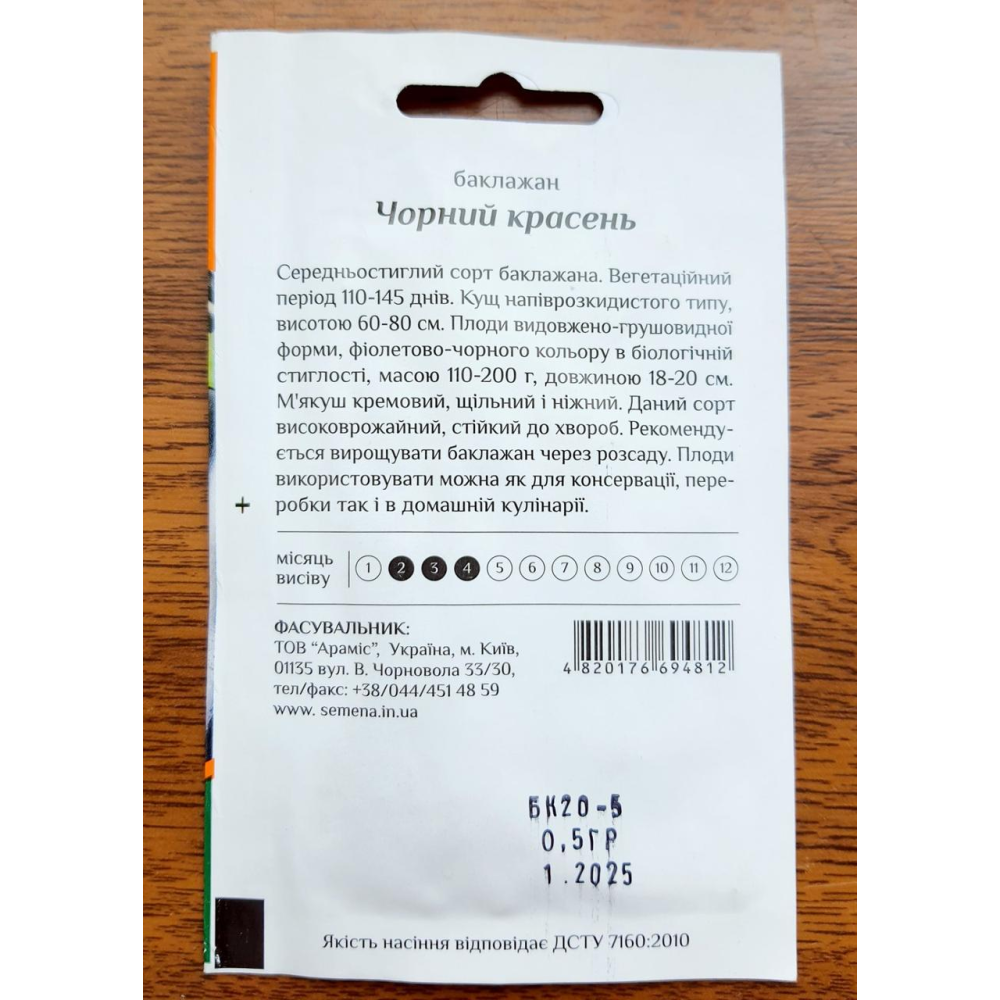 баклажан
Чорний красень
Середньостиглий сорт баклажана. Вегетаційний
період 110-145 днів. Кущ напіврозкидистого типу,
висотою 60-80 см. Плоди видовжено-грушовидної
форми, фіолетово-чорного кольору в біологічній
стиглості, масою 110-200 г, довжиною 18-20 см.
М'якуш кремовий, щільний і ніжний. Даний сорт
високоврожайний, стійкий до хвороб. Рекоменду-
ється вирощувати баклажан через розсаду. Плоди
використовувати можна як для консервації, пере-
робки так і в домашній кулінарії.
місяць
висіву
1 2 3 4 5 6 7 8 9 10 11 12
ФАСУВАЛЬНИК:
ТОВ “Араміс”, Україна, м. Київ,
01135 вул. В. Чорновола 33/30,
тел/факс: +38/044/451 48 59
www. semena.in.ua
4 820176 694812
БК20-5
0,5ГР
1.2025
Якість насіння відповідає ДСТУ 7160:2010